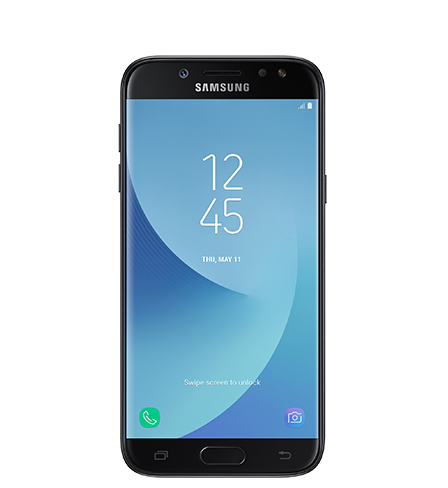 SAMSUNG
12
45
THU, MAY 11
Swipe screen to unlock